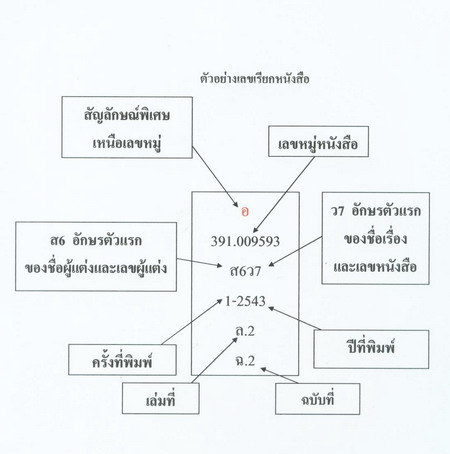 ตัวอย่างเลขเรียกหนังสือ
สัญลักษณ์พิเศษ
เหนือเลขหมู่
เลขหมู่หนังสือ
อ
391.009593
ส6ว7
1-2543
ล.2
ฉ.2
ว7 อักษรตัวแรก
ของชื่อเรื่อง
และเลขหนังสือ
ส6 อักษรตัวแรก
ของชื่อผู้แต่งและเลขผู้แต่ง
ครั้งที่พิมพ์
ปีที่พิมพ์
เล่มที่
ฉบับที่